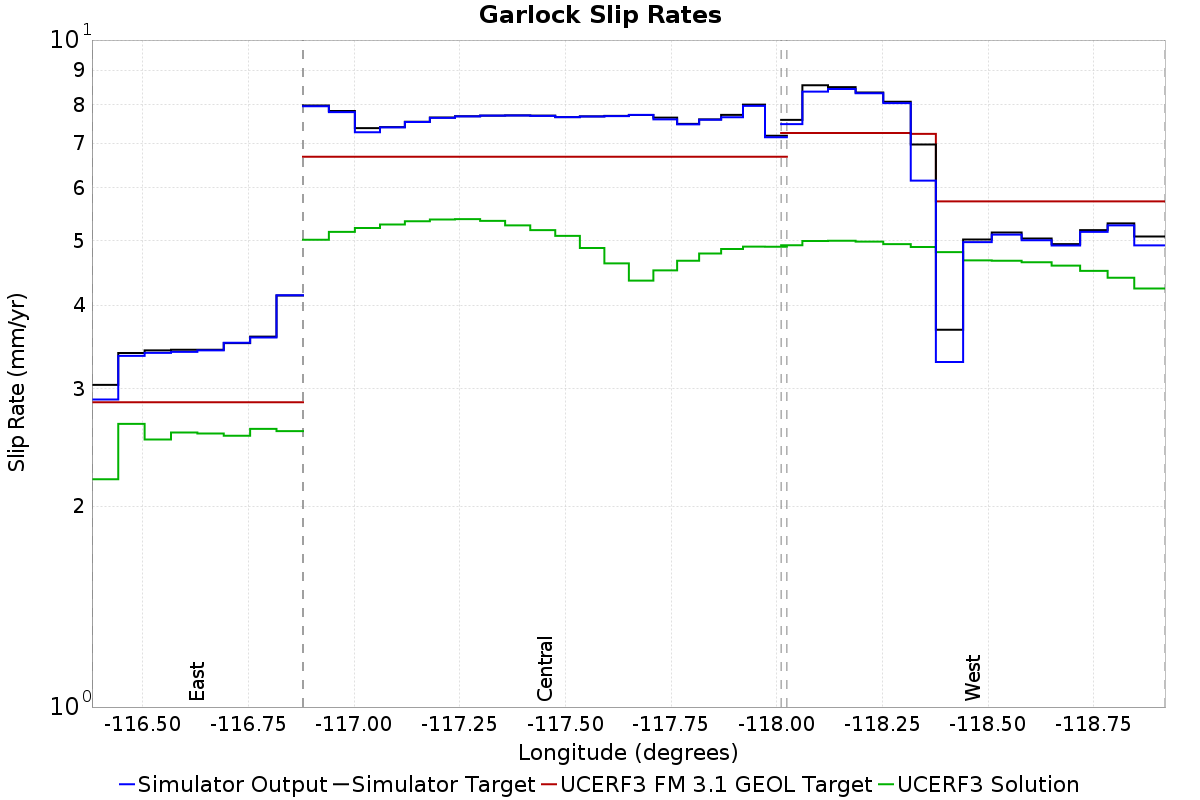 Garlock Slip Rates
10^1
9
8
7
6
5
4
3
2
10^0
Slip Rate (mm/yr)
East
Central
West
-116.50 -116.75 -117.00 -117.25 -117.50 -117.75 -118.00 -118.25 -118.50 -118.75
Longitude (degrees)
Simulator Output Simulator Target UCERF3 FM 3.1 GEOL Target UCERF3 Solution